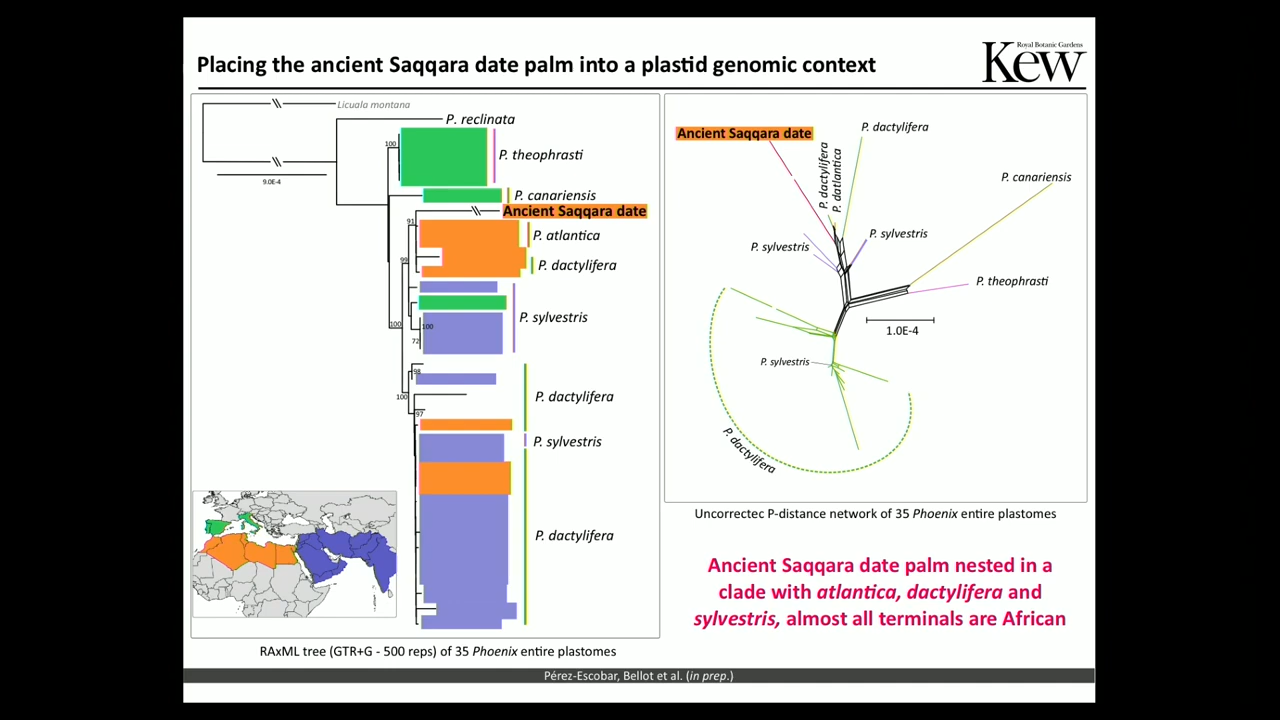 Placing the ancient Saqqara date palm into a plastid genomic context
Royal Botanic Gardens
Kew
Licuala montana
P. reclinata
100
P. theophrasti
9.0E-4
P. canariensis
Ancient Saqqara date
91
P. atlantica
99
P. dactylifera
P. sylvestris
100
100
72
98
P. dactylifera
100
97
P. sylvestris
P. dactylifera
RAxML tree (GTR+G - 500 reps) of 35 Phoenix entire plastomes
Ancient Saqqara date
P. dactylifera
P. dactylifera
P. datlantica
P. canariensis
P. sylvestris
P. sylvestris
P. theophrasti
1.0E-4
P. sylvestris
P. dactylifera
Uncorrectec P-distance network of 35 Phoenix entire plastomes
Ancient Saqqara date palm nested in a
clade with atlantica, dactylifera and
sylvestris, almost all terminals are African
Pérez-Escobar, Bellot et al. (in prep.)